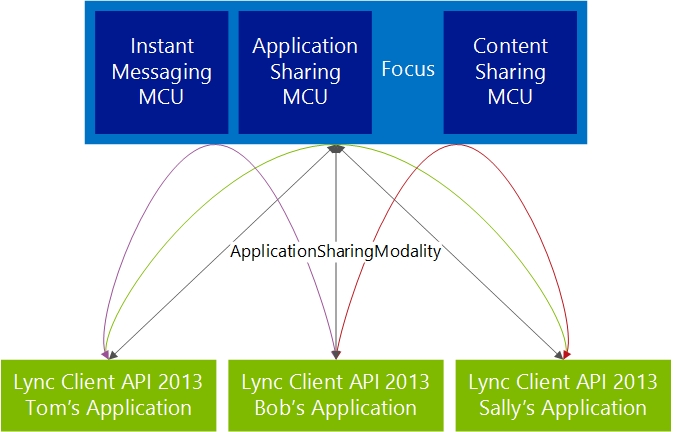 Instant
Messaging
MCU
Application
Sharing
MCU
Focus
Content
Sharing
MCU
ApplicationSharingModality
Lync Client API 2013
Tom's Application
Lync Client API 2013
Bob's Application
Lync Client API 2013
Sally's Application